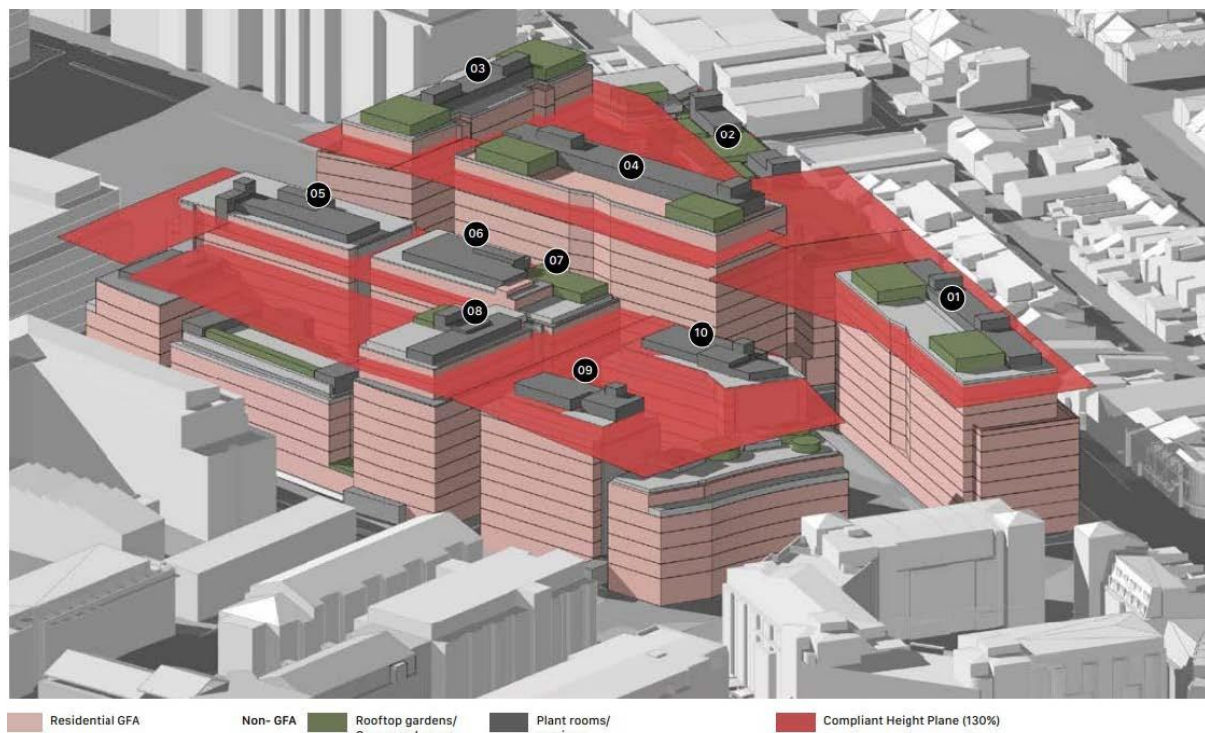 03
02
04
05
06
07
01
08
10
09
Residential GFA
Non- GFA
Rooftop gardens/
Plant rooms/
Compliant Height Plane (130%)